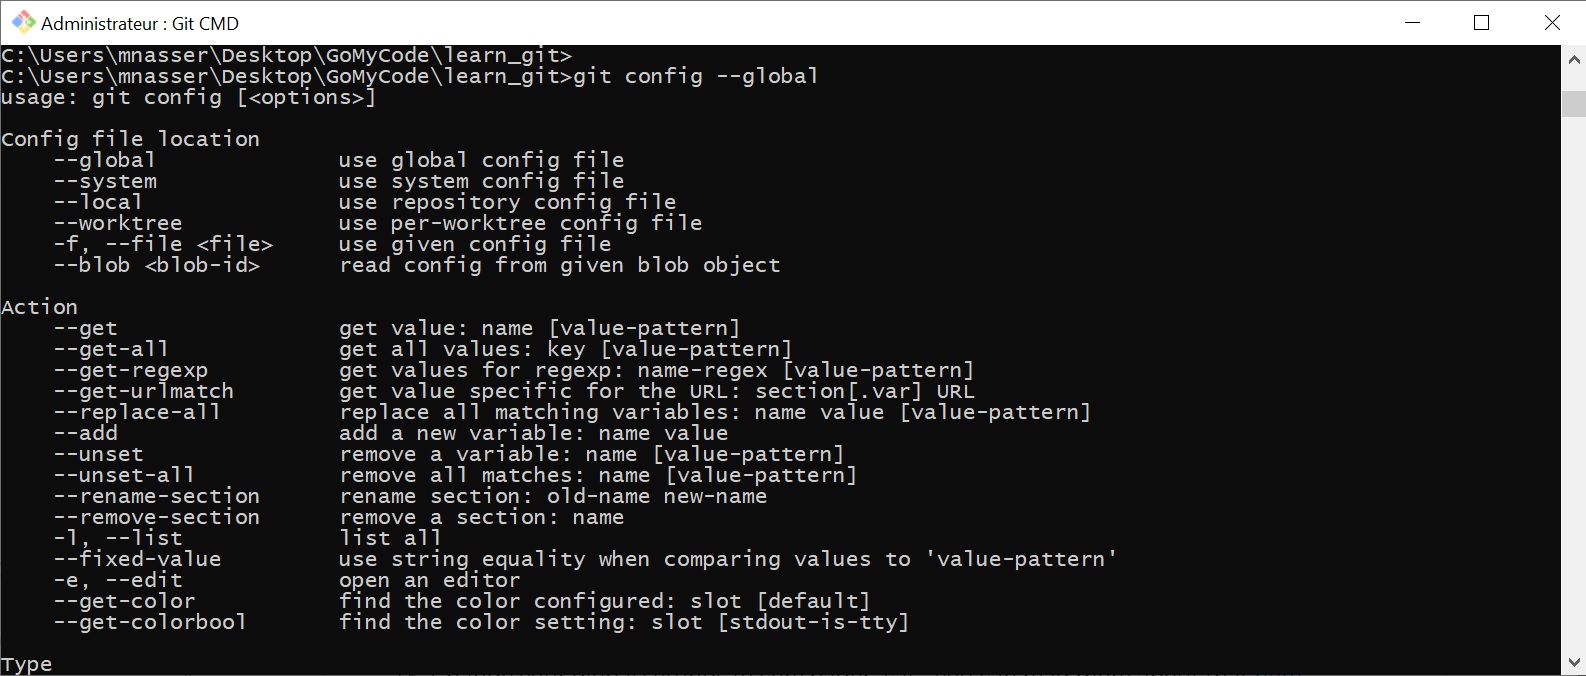 Administrateur : Git CMD
C:\Users\mnasser\Desktop\GoMyCode\learn_git>
C:\Users\mnasser\Desktop\GoMyCode\learn_git>git config --global
usage: git config [<options>]
Config file location
--global use global config file
--system use system config file
--local use repository config file
--worktree use per-worktree config file
-f, --file <file> use given config file
--blob <blob-id> read config from given blob object
Action
--get get value: name [value-pattern]
--get-all get all values: key [value-pattern]
--get-regexp get values for regexp: name-regex [value-pattern]
--get-urlmatch get value specific for the URL: section[.var] URL
--replace-all replace all matching variables: name value [value-pattern]
--add add a new variable: name value
--unset remove a variable: name [value-pattern]
--unset-all remove all matches: name [value-pattern]
--rename-section rename section: old-name new-name
--remove-section remove a section: name
-l, --list list all
--fixed-value use string equality when comparing values to 'value-pattern'
-e, --edit open an editor
--get-color find the color configured: slot [default]
--get-colorbool find the color setting: slot [stdout-is-tty]
Type